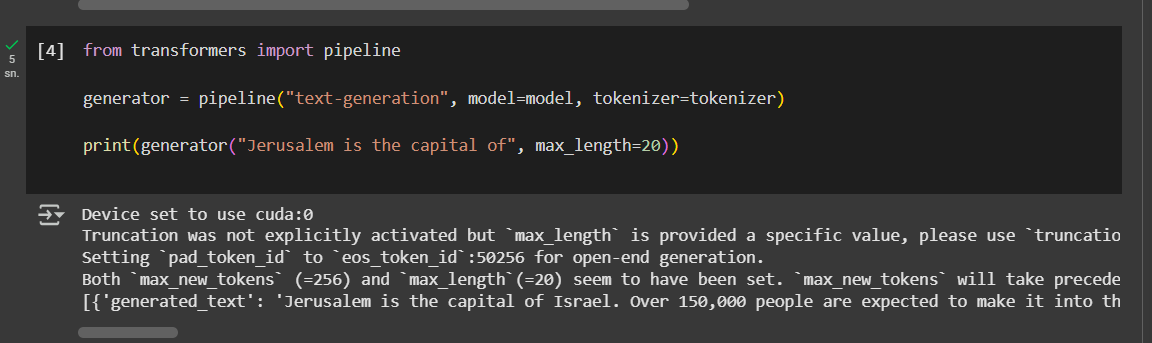 [4] from transformers import pipeline
generator = pipeline("text-generation", model=model, tokenizer=tokenizer)
print(generator("Jerusalem is the capital of", max_length=20))
5
sn.
Device set to use cuda:0
Truncation was not explicitly activated but `max_length` is provided a specific value, please use `truncatio
Setting `pad_token_id` to `eos_token_id`:50256 for open-end generation.
Both `max_new_tokens` (=256) and `max_length`(=20) seem to have been set. `max_new_tokens` will take precede
[{'generated_text': 'Jerusalem is the capital of Israel. Over 150,000 people are expected to make it into th